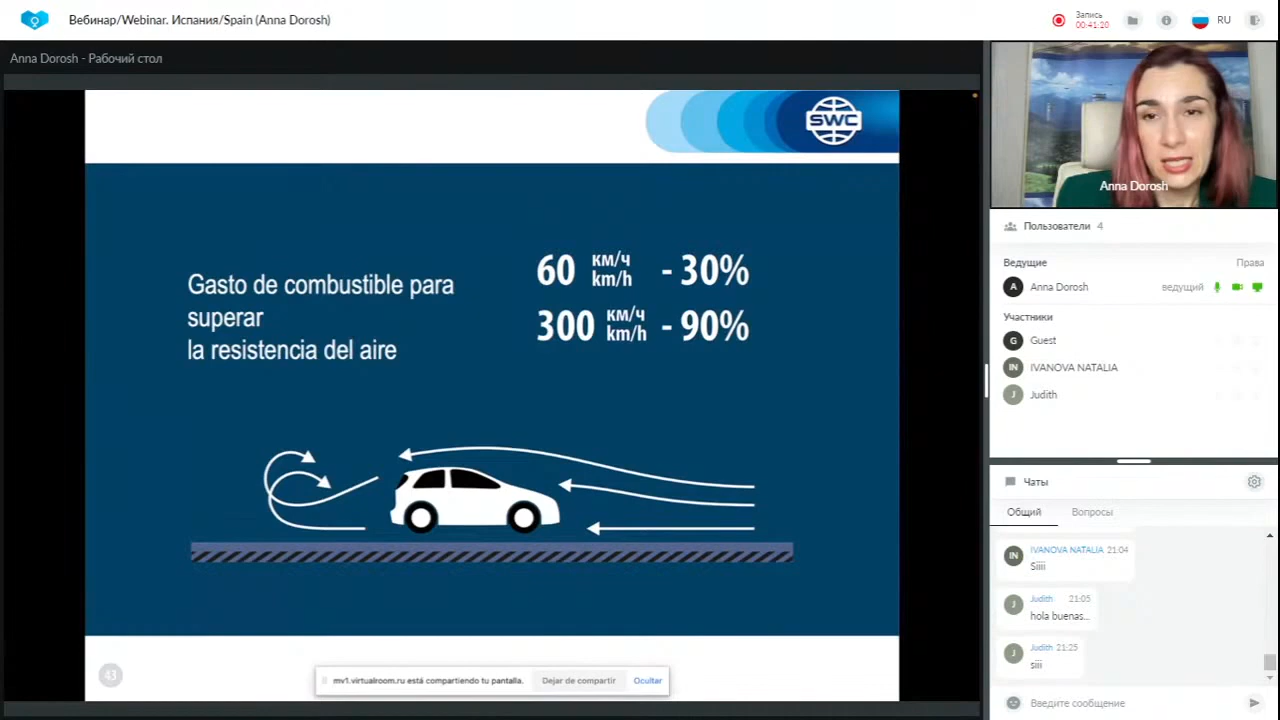 Вебинар/Webinar. Испания/Spain (Anna Dorosh)
Запись
00:41:20
RU
Anna Dorosh - Рабочий стол
SWC
Gasto de combustible para
superar
la resistencia del aire
60 км/ч km/h - 30%
300 км/ч km/h - 90%
43
mv1.virtualroom.ru está compartiendo tu pantalla.
Dejar de compartir
Ocultar
Anna Dorosh
Пользователи 4
Ведущие
Права
A
Anna Dorosh
ведущий
Участники
G
Guest
IN
IVANOVA NATALIA
J
Judith
Чаты
Общий
Вопросы
IN
IVANOVA NATALIA 21:04
Siiii
J
Judith 21:05
hola buenas...
J
Judith 21:25
siii
Введите сообщение